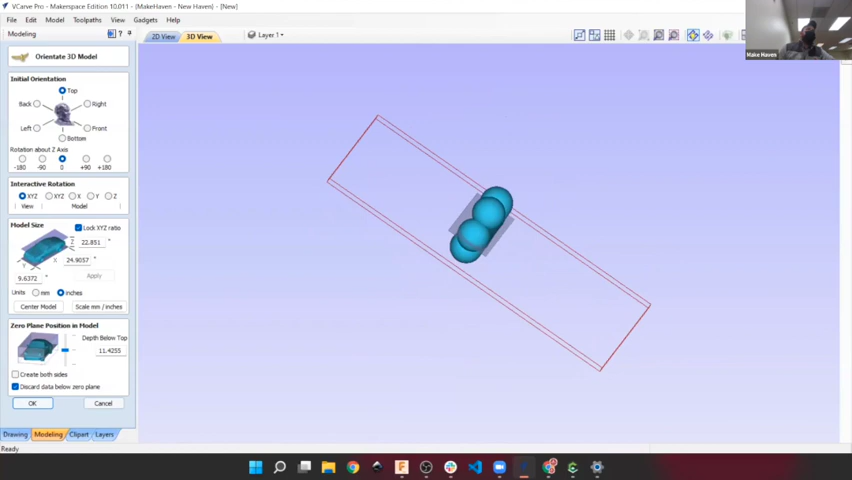 VCarve Pro - Makespace Edition 10.011 - (MakeHaven - New Haven) - [New]
File Edit Model Toolpaths View Gadgets Help
Modeling
2D View
3D View
Layer 1
Make Haven
Orientate 3D Model
Initial Orientation
Top
Back
Right
Left
Front
Bottom
Rotation about Z Axis
-180 -90 0 +90 +180
Interactive Rotation
XYZ XYZ X Y Z
View Model
Model Size
Lock XYZ ratio
Z 22.851 "
X 24.9057 "
Y
9.6372 "
Apply
Units mm inches
Center Model
Scale mm / inches
Zero Plane Position in Model
Depth Below Top
11.4255
Create both sides
Discard data below zero plane
OK
Cancel
Drawing Modeling Clipart Layers
Ready